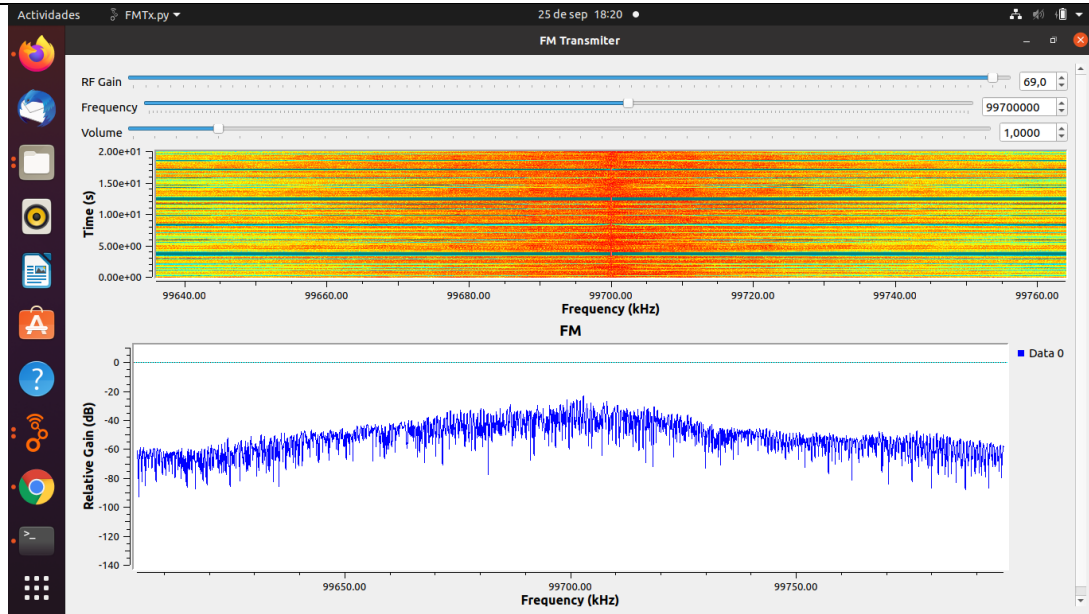 Actividades FMTx.py 25 de sep 18:20
FM Transmiter
RF Gain 69,0
Frequency 99700000
Volume 1,0000
2.00e+01
1.50e+01
1.00e+01
5.00e+00
0.00e+00
Time (s)
99640.00 99660.00 99680.00 99700.00 99720.00 99740.00 99760.00
Frequency (kHz)
FM
Data 0
0
-20
-40
-60
-80
-100
-120
-140
Relative Gain (dB)
99650.00 99700.00 99750.00
Frequency (kHz)